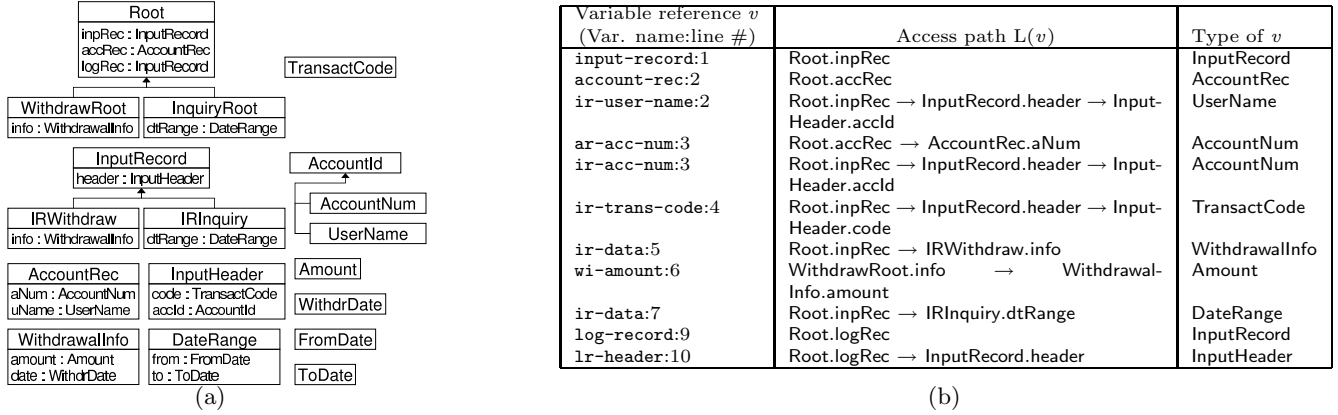 Root
inpRec : InputRecord
accRec : AccountRec
logRec : InputRecord
TransactCode
WithdrawRoot
info : WithdrawalInfo
InquiryRoot
dtRange : DateRange
InputRecord
header : InputHeader
AccountId
AccountNum
UserName
IRWithdraw
info : WithdrawalInfo
IRInquiry
dtRange : DateRange
AccountRec
aNum : AccountNum
uName : UserName
InputHeader
code : TransactCode
accId : AccountId
Amount
WithdrDate
WithdrawalInfo
amount : Amount
date : WithdrDate
DateRange
from : FromDate
to : ToDate
FromDate
ToDate
(a)
Variable reference v
(Var. name:line #) Access path L(v) Type of v
input-record:1 Root.inpRec InputRecord
account-rec:2 Root.accRec AccountRec
ir-user-name:2 Root.inpRec → InputRecord.header → Input- UserName
Header.accId
ar-acc-num:3 Root.accRec → AccountRec.aNum AccountNum
ir-acc-num:3 Root.inpRec → InputRecord.header → Input- AccountNum
Header.accId
ir-trans-code:4 Root.inpRec → InputRecord.header → Input- TransactCode
Header.code
ir-data:5 Root.inpRec → IRWithdraw.info WithdrawalInfo
wi-amount:6 WithdrawRoot.info → Withdrawal- Amount
Info.amount
ir-data:7 Root.inpRec → IRInquiry.dtRange DateRange
log-record:9 Root.logRec InputRecord
lr-header:10 Root.logRec → InputRecord.header InputHeader
(b)